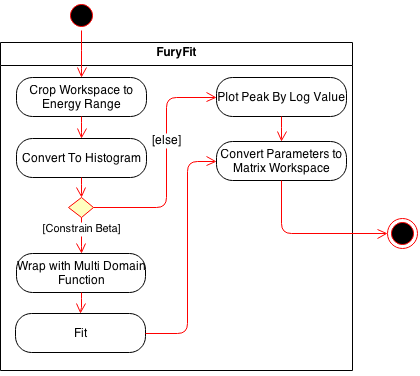 FuryFit
Crop Workspace to
Energy Range
Convert To Histogram
[Constrain Beta]
Wrap with Multi Domain
Function
Fit
[else]
Plot Peak By Log Value
Convert Parameters to
Matrix Workspace